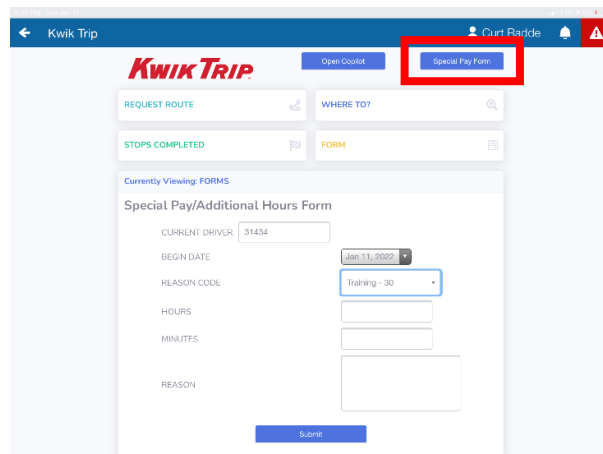 Kwik Trip
Curt Radde
KWIK TRIP
Open Copilot
Special Pay Form
REQUEST ROUTE
WHERE TO?
STOPS COMPLETED
FORM
Currently Viewing: FORMS
Special Pay/Additional Hours Form
CURRENT DRIVER 31434
BEGIN DATE Jan 11, 2022
REASON CODE Training - 30
HOURS
MINUTES
REASON
Submit